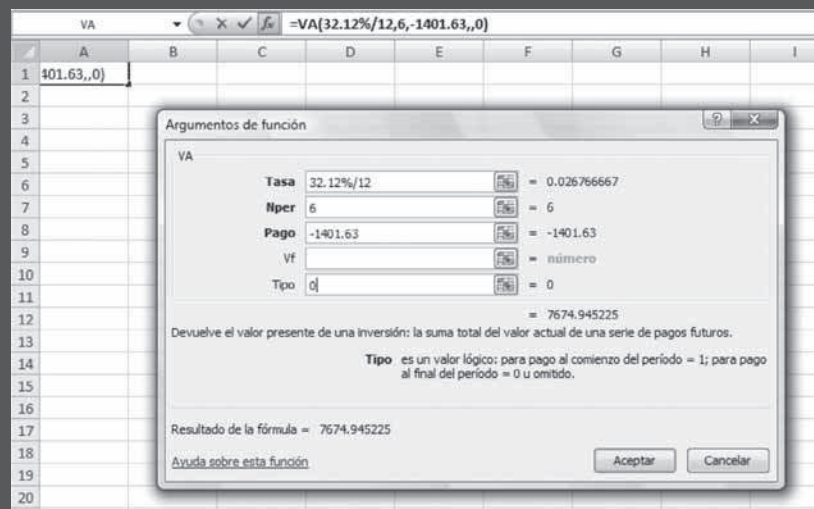 VA =VA(32.12%/12,6,-1401.63,,0)
A B C D E F G H I
1 401.63,,0)
2
3
4
5
6
7
8
9
10
11
12
13
14
15
16
17
18
19
20
Argumentos de función
VA
Tasa 32.12%/12 = 0.026766667
Nper 6 = 6
Pago -1401.63 = -1401.63
Vf = número
Tipo 0 = 0
= 7674.945225
Devuelve el valor presente de una inversión: la suma total del valor actual de una serie de pagos futuros.
Tipo es un valor lógico: para pago al comienzo del período = 1; para pago
al final del período = 0 u omitido.
Resultado de la fórmula = 7674.945225
Ayuda sobre esta función Aceptar Cancelar